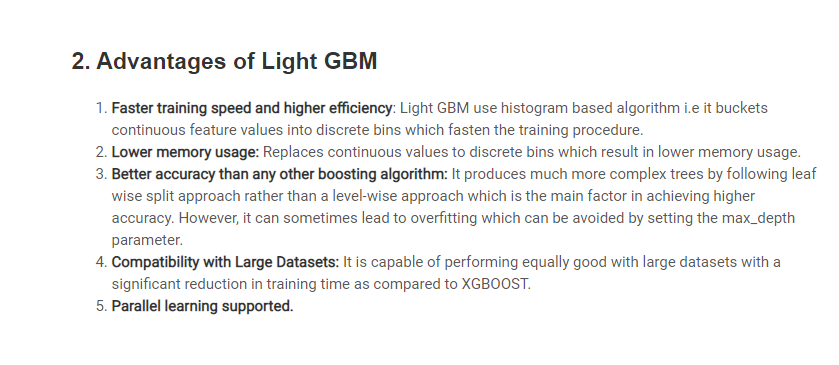 2. Advantages of Light GBM
1. Faster training speed and higher efficiency: Light GBM use histogram based algorithm i.e it buckets
continuous feature values into discrete bins which fasten the training procedure.
2. Lower memory usage: Replaces continuous values to discrete bins which result in lower memory usage.
3. Better accuracy than any other boosting algorithm: It produces much more complex trees by following leaf
wise split approach rather than a level-wise approach which is the main factor in achieving higher
accuracy. However, it can sometimes lead to overfitting which can be avoided by setting the max_depth
parameter.
4. Compatibility with Large Datasets: It is capable of performing equally good with large datasets with a
significant reduction in training time as compared to XGBOOST.
5. Parallel learning supported.